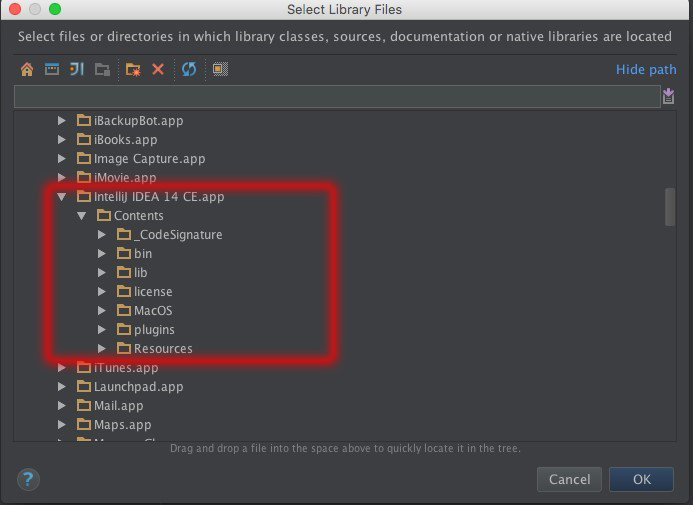 Select Library Files
Select files or directories in which library classes, sources, documentation or native libraries are located
Hide path
iBackupBot.app
iBooks.app
Image Capture.app
iMovie.app
IntelliJ IDEA 14 CE.app
Contents
_CodeSignature
bin
lib
license
MacOS
plugins
Resources
iTunes.app
Launchpad.app
Mail.app
Maps.app
Drag and drop a file into the space above to quickly locate it in the tree.
?
Cancel
OK